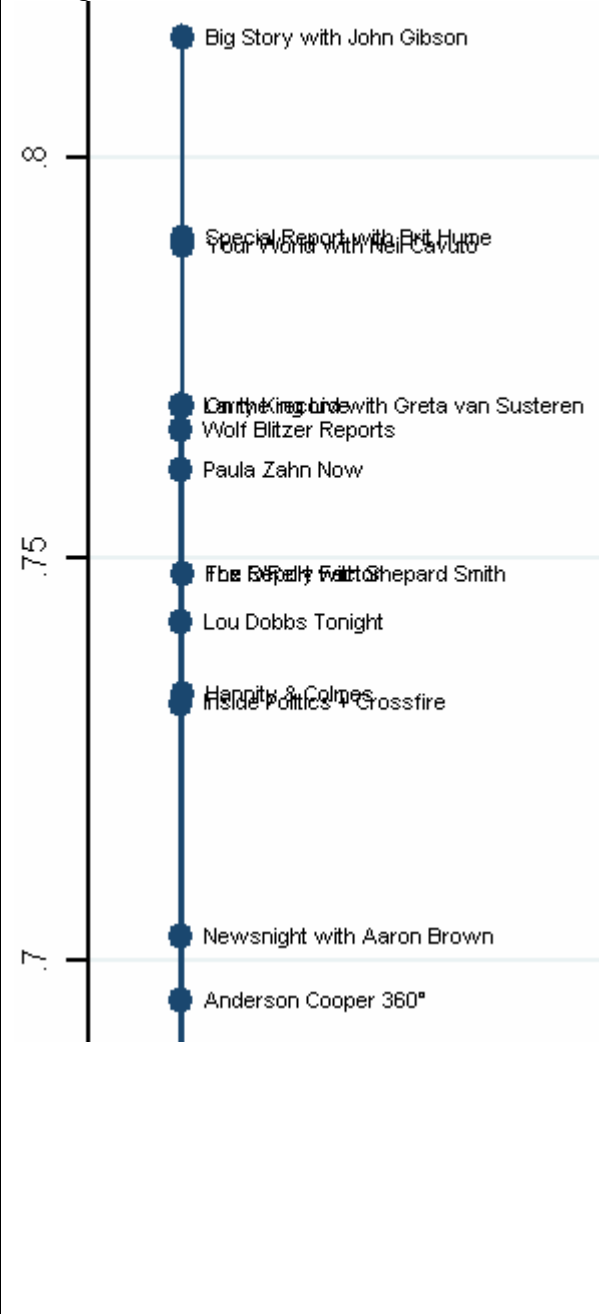 Big Story with John Gibson
.8
Special Report with Brit Hume
Your World with Neil Cavuto
Larry King Live
On the record with Greta van Susteren
Wolf Blitzer Reports
Paula Zahn Now
.75
The O'Reilly Factor
Fox Report with Shepard Smith
Lou Dobbs Tonight
Hannity & Colmes
Inside Politics + Crossfire
Newsnight with Aaron Brown
.7
Anderson Cooper 360°